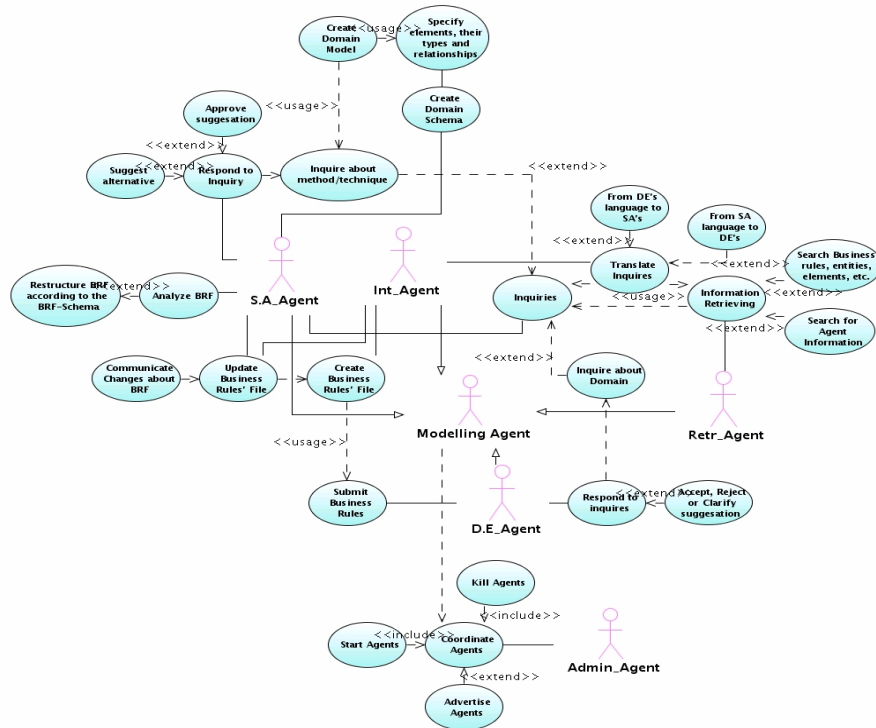 Create
Domain
Model
<<usage>>
Specify
elements, their
types and
relationships
<<usage>>
Create
Domain
Schema
Approve
suggesation
<<extend>>
Suggest
alternative
<<extend>>
Respond to
Inquiry
Inquire about
method/technique
<<extend>>
From DE's
language to
SA's
From SA
language to
DE's
<<extend>>
Translate
Inquires
<<extend>>
Search Business
rules, entities,
elements, etc.
S.A_Agent
Int_Agent
Inquiries
<<usage>>
Information
Retrieving
<<extend>>
<<extend>>
Search for
Agent
Information
Restructure BRF
according to the
BRF-Schema
<<extend>>
Analyze BRF
Communicate
Changes about
BRF
Update
Business
Rules' File
Create
Business
Rules' File
<<extend>>
Inquire about
Domain
<<usage>>
Modelling Agent
Retr_Agent
Submit
Business
Rules
D.E_Agent
Respond to
inquires
<<extend>>
Accept, Reject
or Clarify
suggesation
Kill Agents
<<include>>
Start Agents
<<include>>
Coordinate
Agents
Admin_Agent
<<extend>>
Advertise
Agents